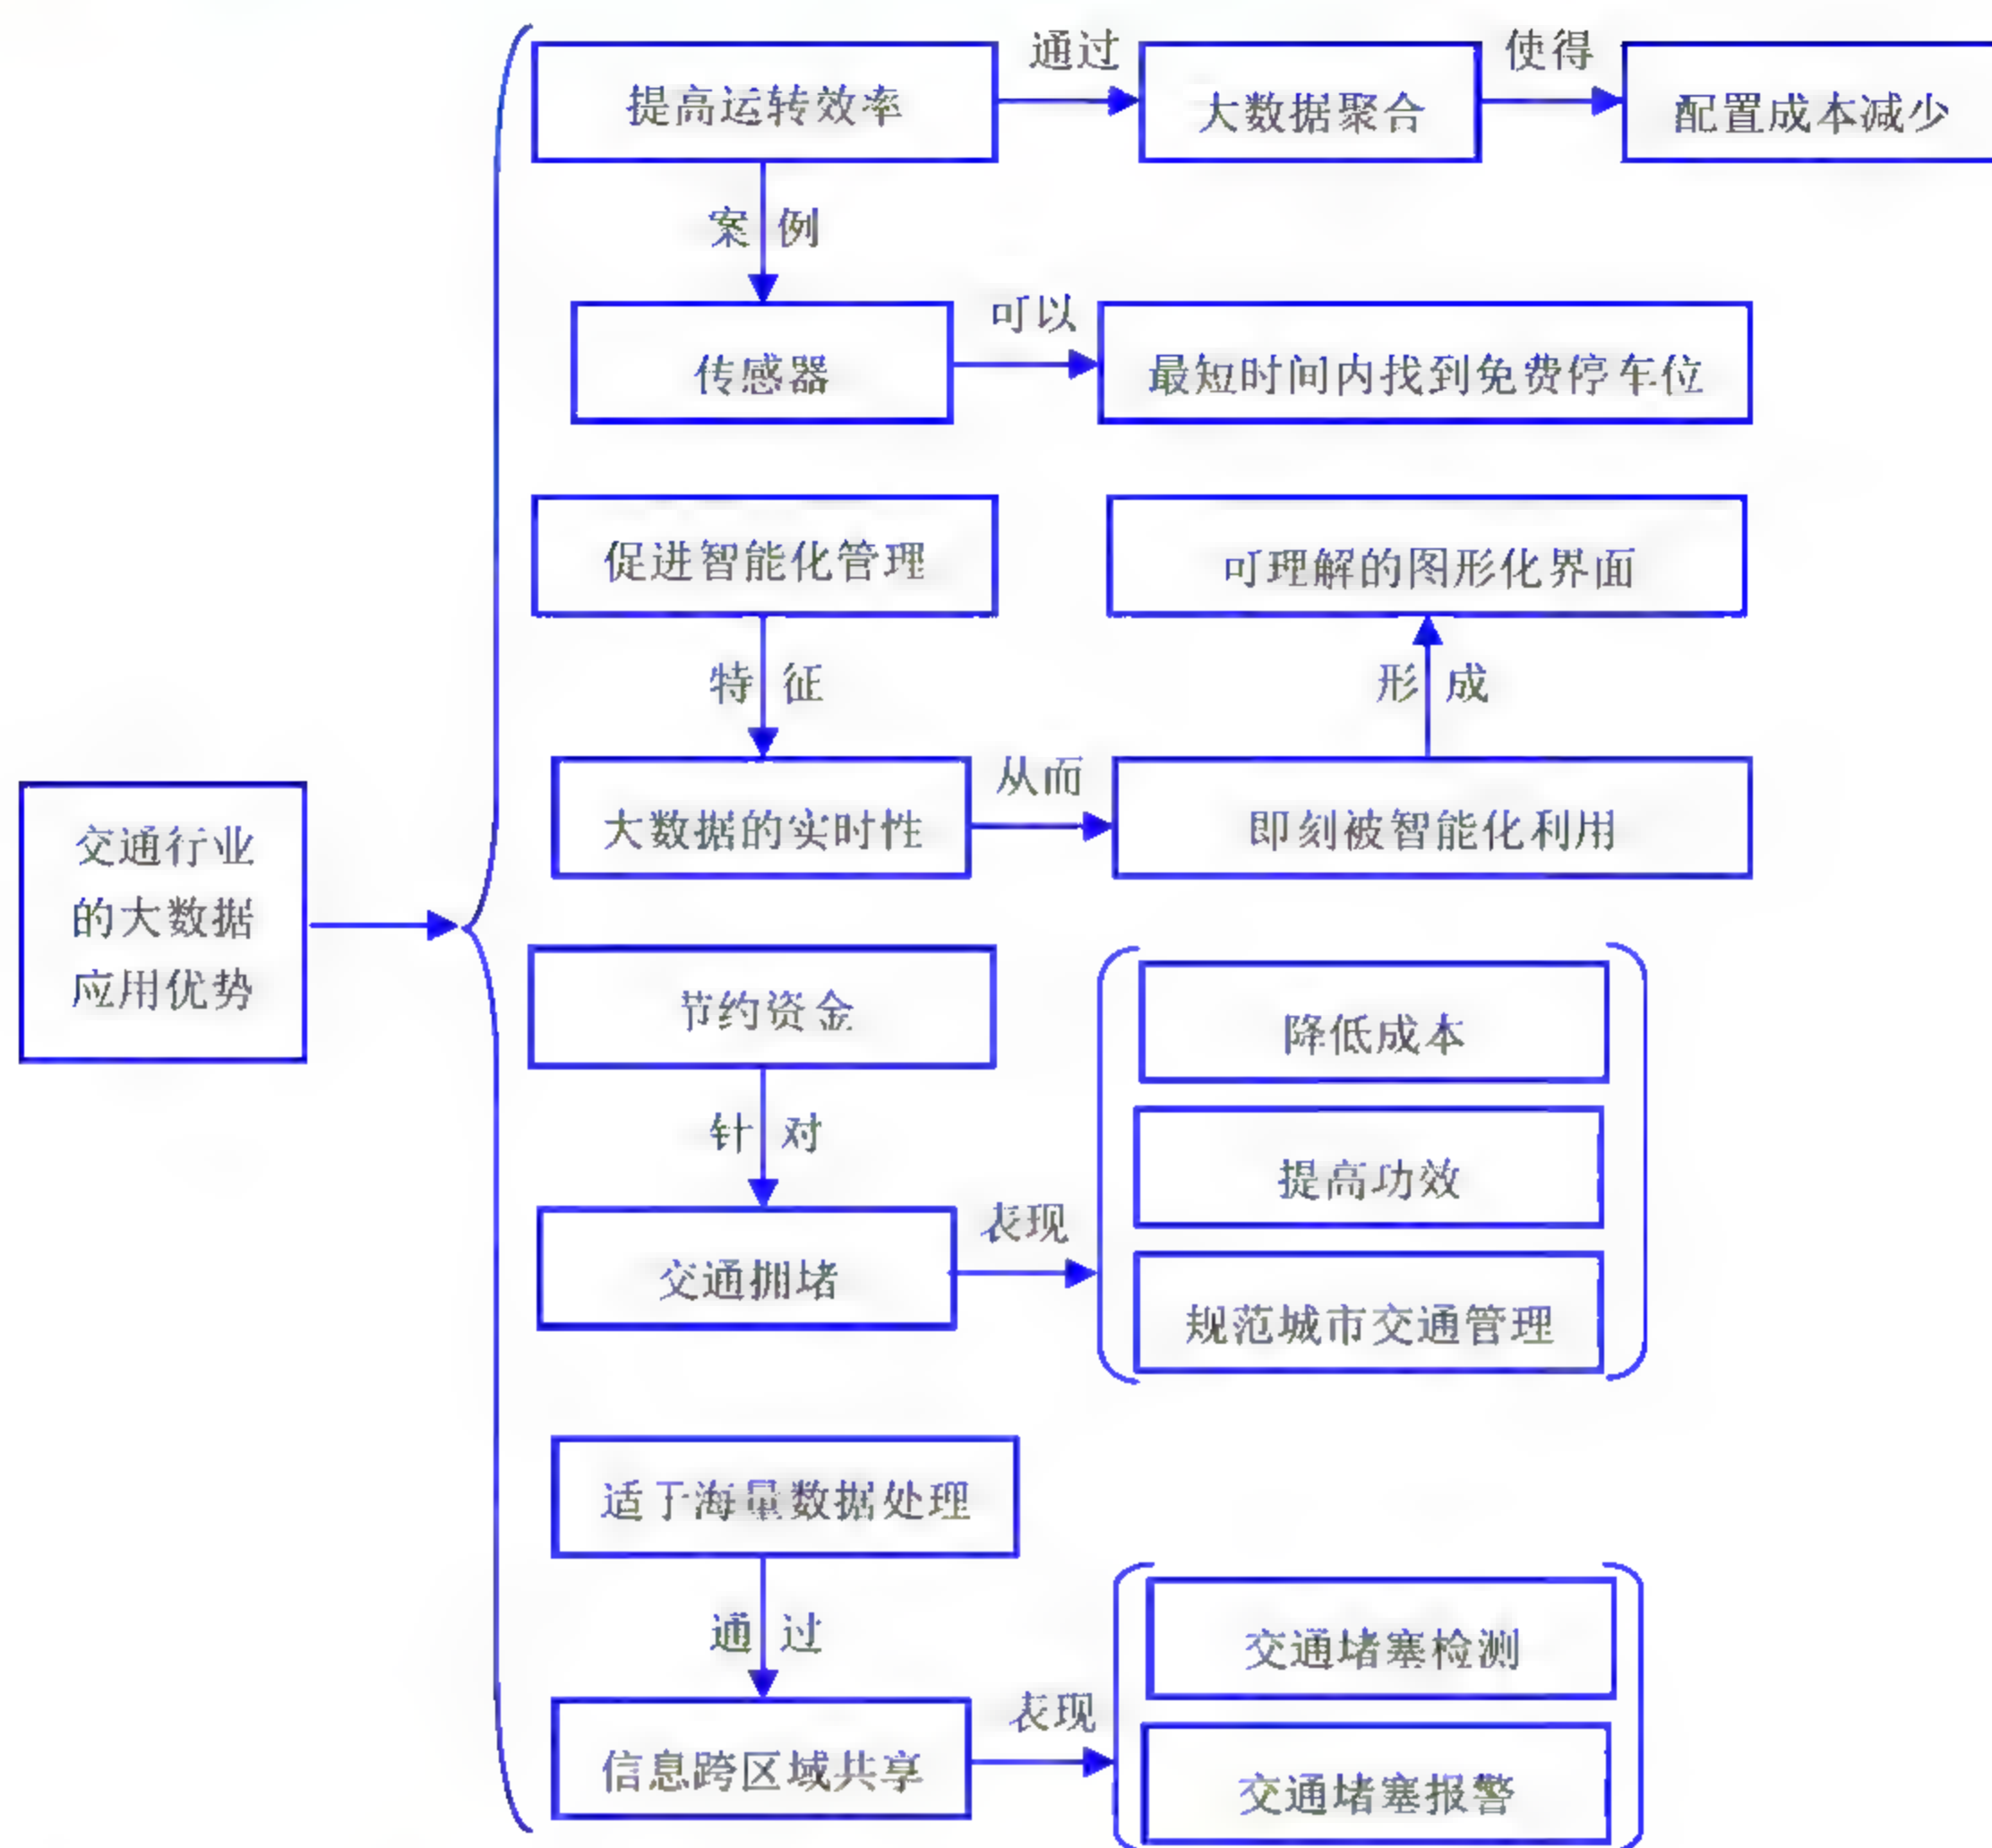 提高运转效率
通过
大数据聚合
使得
配置成本减少
案例
传感器
可以
最短时间内找到免费停车位
促进智能化管理
可理解的图形化界面
特征
形成
大数据的实时性
从而
即刻被智能化利用
交通行业
的大数据
应用优势
节约资金
降低成本
针对
提高功效
交通拥堵
表现
规范城市交通管理
适于海量数据处理
通过
交通堵塞检测
信息跨区域共享
表现
交通堵塞报警